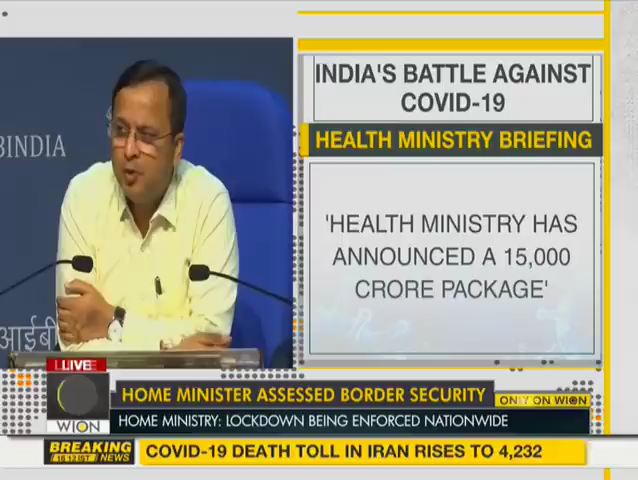 BINDIA
INDIA'S BATTLE AGAINST
COVID-19
HEALTH MINISTRY BRIEFING
'HEALTH MINISTRY HAS
ANNOUNCED A 15,000
CRORE PACKAGE'
LIVE
WION
HOME MINISTER ASSESSED BORDER SECURITY
ONLY ON WION
HOME MINISTRY: LOCKDOWN BEING ENFORCED NATIONWIDE
BREAKING
NEWS
COVID-19 DEATH TOLL IN IRAN RISES TO 4,232